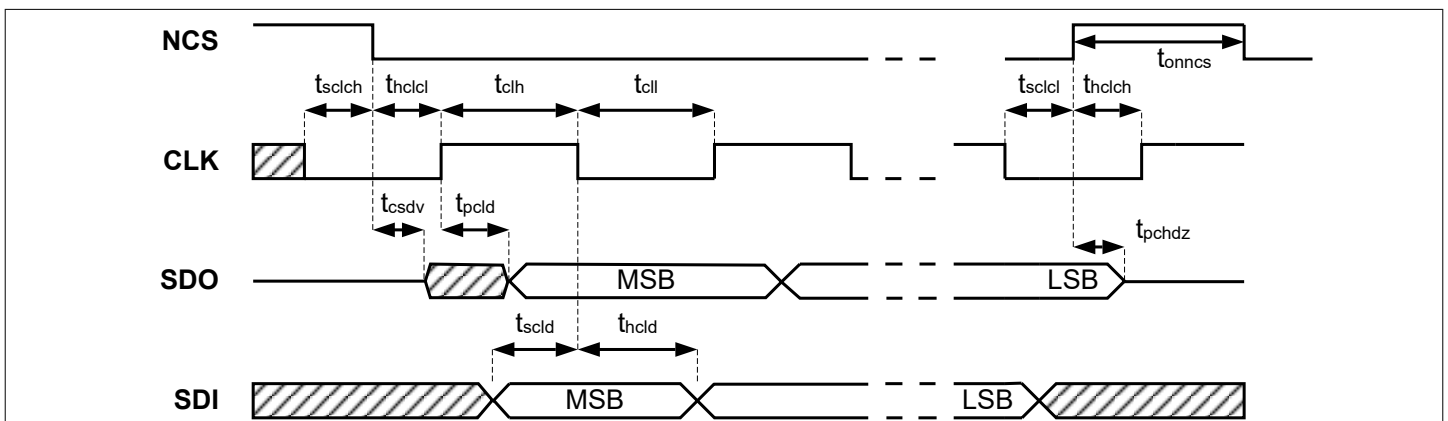 NCS
tonncs
tsclch thclcl tclh tcll tsclcl thclch
CLK
tcsdv tpcld
tpchdz
SDO MSB LSB
tscld thcld
SDI MSB LSB